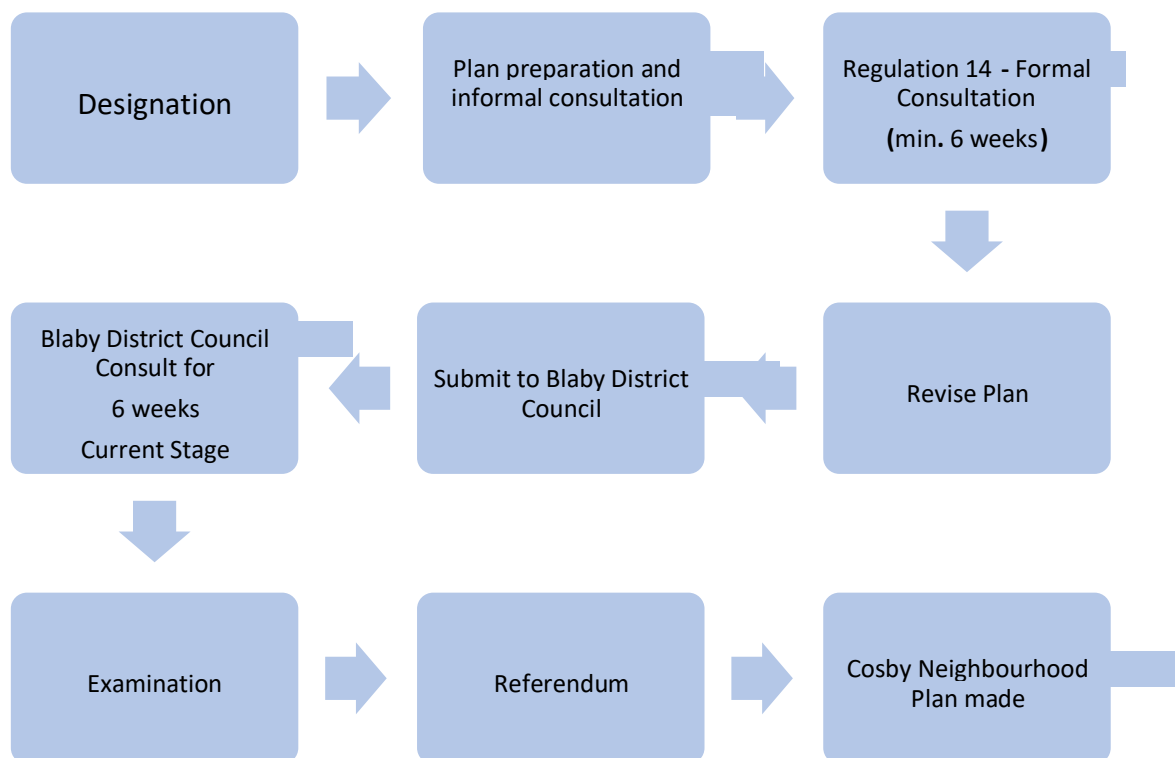 Designation
Plan preparation and
informal consultation
Regulation 14 - Formal
Consultation
(min. 6 weeks)
Revise Plan
Submit to Blaby District
Council
Blaby District Council
Consult for
6 weeks
Current Stage
Examination
Referendum
Cosby Neighbourhood
Plan made